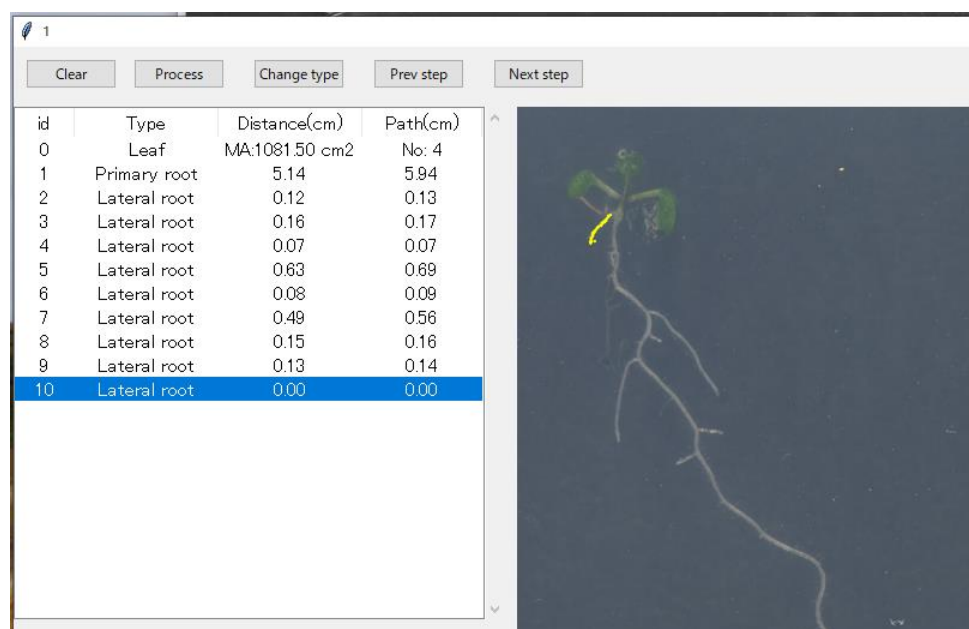 1
Clear Process Change type Prev step Next step
id Type Distance(cm) Path(cm)
0 Leaf MA:1081.50 cm2 No: 4
1 Primary root 5.14 5.94
2 Lateral root 0.12 0.13
3 Lateral root 0.16 0.17
4 Lateral root 0.07 0.07
5 Lateral root 0.63 0.69
6 Lateral root 0.08 0.09
7 Lateral root 0.49 0.56
8 Lateral root 0.15 0.16
9 Lateral root 0.13 0.14
10 Lateral root 0.00 0.00